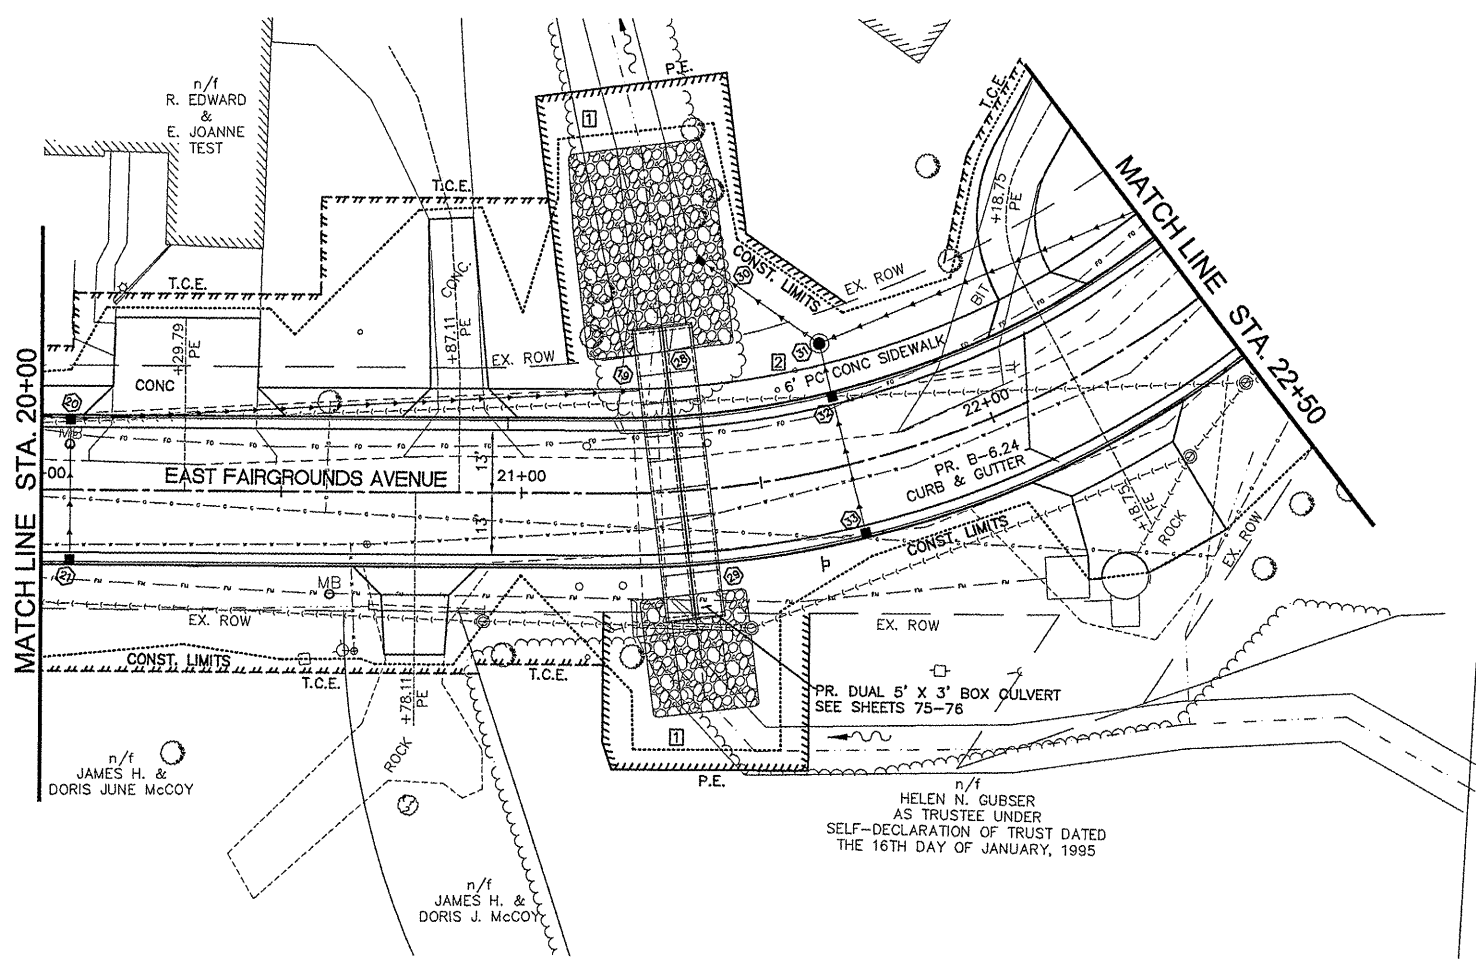 n/f
R. EDWARD
&
E. JOANNE
TEST
P.E.
1
T.C.E.
T.C.E.
T.C.E.
+18.75
PE
MATCH LINE STA. 22+50
CONST. LIMITS
30
EX. ROW
BIT
+29.79
PE
CONC
+87.11
PE
CONC.
EX. ROW
19
28
2
31
6' PC CONC SIDEWALK
32
22+00
MATCH LINE STA. 20+00
20
MB
+00
EAST FAIRGROUNDS AVENUE
13'
13'
21+00
PR. B-6.24
CURB & GUTTER
+18.75
PE
ROCK
EX. ROW
33
CONST. LIMITS
21
MB
29
EX. ROW
EX. ROW
CONST. LIMITS
T.C.E.
T.C.E.
+78.11
PE
ROCK
PR. DUAL 5' X 3' BOX CULVERT
SEE SHEETS 75-76
1
P.E.
n/f
JAMES H. &
DORIS JUNE McCOY
n/f
HELEN N. GUBSER
AS TRUSTEE UNDER
SELF-DECLARATION OF TRUST DATED
THE 16TH DAY OF JANUARY, 1995
n/f
JAMES H. &
DORIS J. McCOY